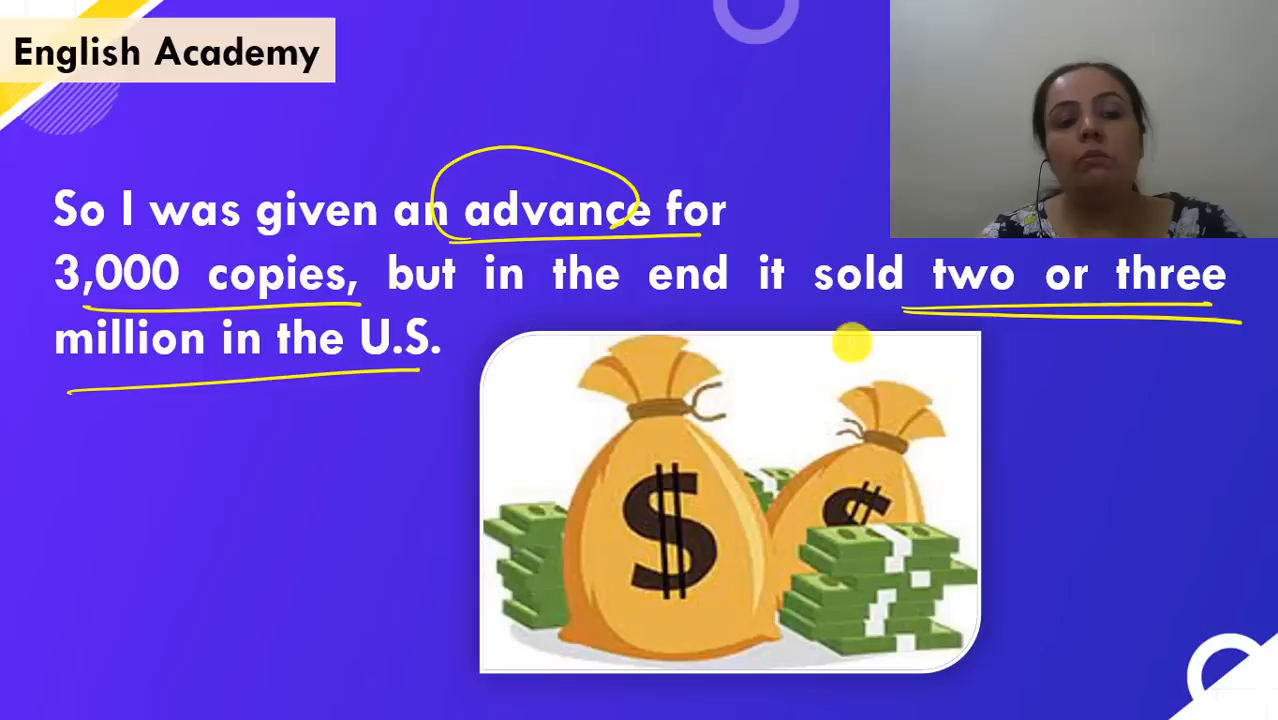 English Academy
So I was given an advance for
3,000 copies, but in the end it sold two or three
million in the U.S.
$
$